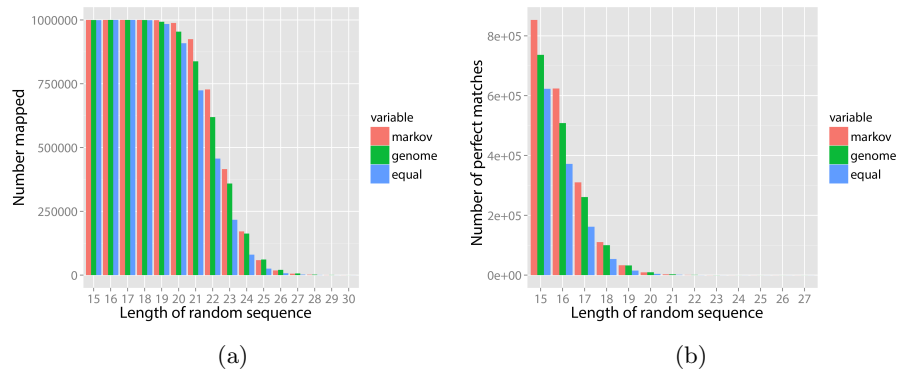 1000000
750000
500000
250000
0
Number mapped
15 16 17 18 19 20 21 22 23 24 25 26 27 28 29 30
Length of random sequence
variable
markov
genome
equal
(a)
8e+05
6e+05
4e+05
2e+05
0e+00
Number of perfect matches
15 16 17 18 19 20 21 22 23 24 25 26 27
Length of random sequence
variable
markov
genome
equal
(b)